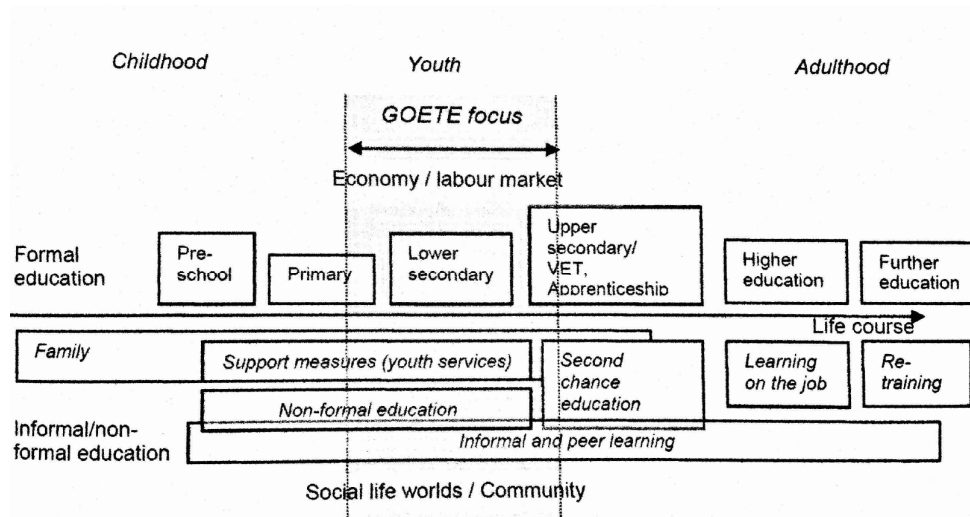 Childhood
Youth
Adulthood
GOETE focus
Economy / labour market
Formal
education
Pre-
school
Primary
Lower
secondary
Upper
secondary/
VET,
Apprenticeship
Higher
education
Further
education
Life course
Family
Support measures (youth services)
Second
chance
education
Learning
on the job
Re-
training
Non-formal education
Informal/non-
formal education
Informal and peer learning
Social life worlds / Community